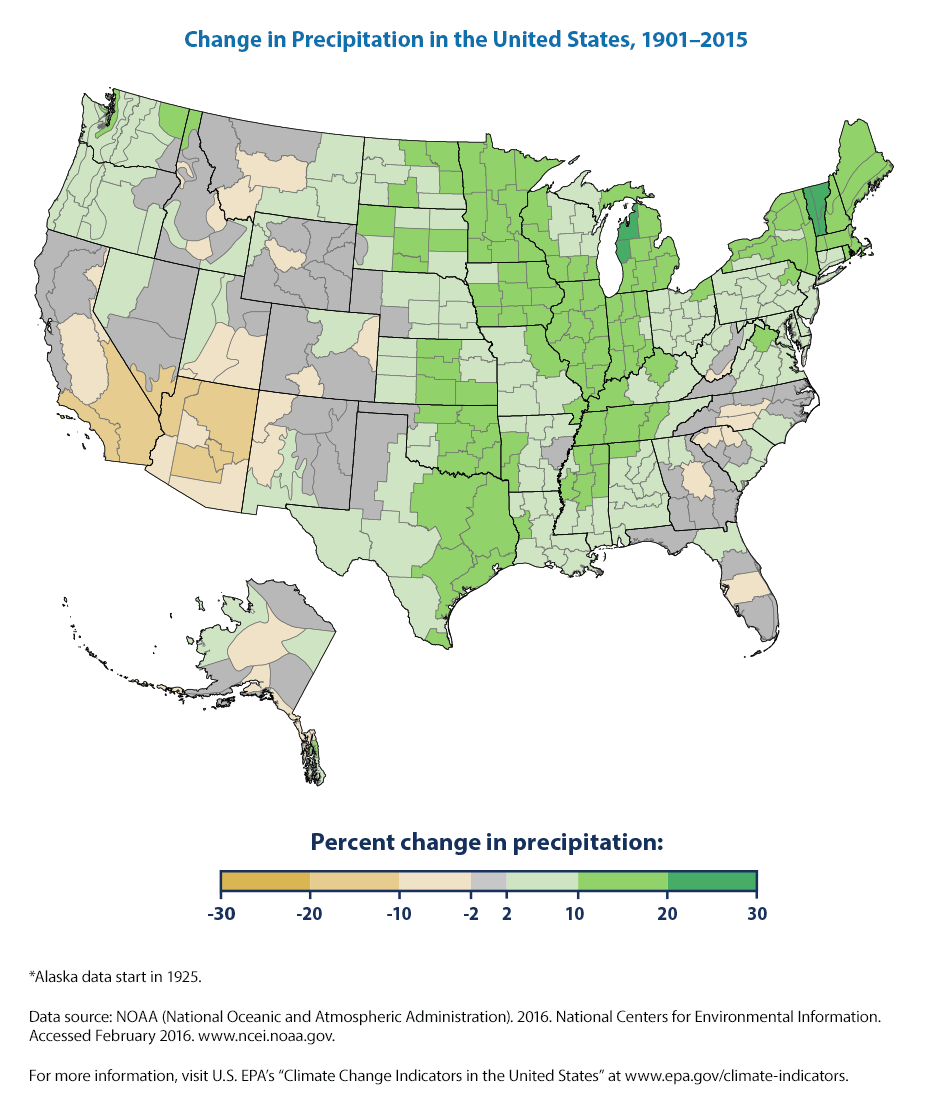 Change in Precipitation in the United States, 1901–2015
Percent change in precipitation:
-30 -20 -10 -2 2 10 20 30
*Alaska data start in 1925.
Data source: NOAA (National Oceanic and Atmospheric Administration). 2016. National Centers for Environmental Information.
Accessed February 2016. www.ncei.noaa.gov.
For more information, visit U.S. EPA’s “Climate Change Indicators in the United States” at www.epa.gov/climate-indicators.